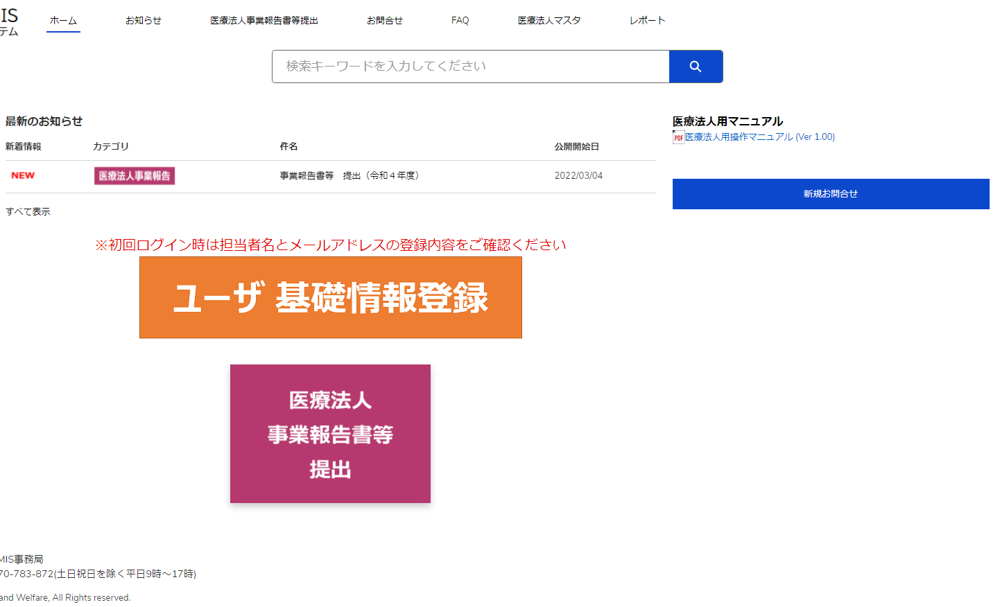 IS
テム
ホーム
お知らせ
医療法人事業報告書等提出
お問合せ
FAQ
医療法人マスタ
レポート
検索キーワードを入力してください
最新のお知らせ
新着情報 カテゴリ 件名 公開開始日
NEW 医療法人事業報告 事業報告書等　提出（令和４年度） 2022/03/04
すべて表示
医療法人用マニュアル
PDF 医療法人用操作マニュアル (Ver 1.00)
新規お問合せ
※初回ログイン時は担当者名とメールアドレスの登録内容をご確認ください
ユーザ 基礎情報登録
医療法人
事業報告書等
提出
MIS事務局
70-783-872(土日祝日を除く平日9時～17時)
and Welfare, All Rights reserved.